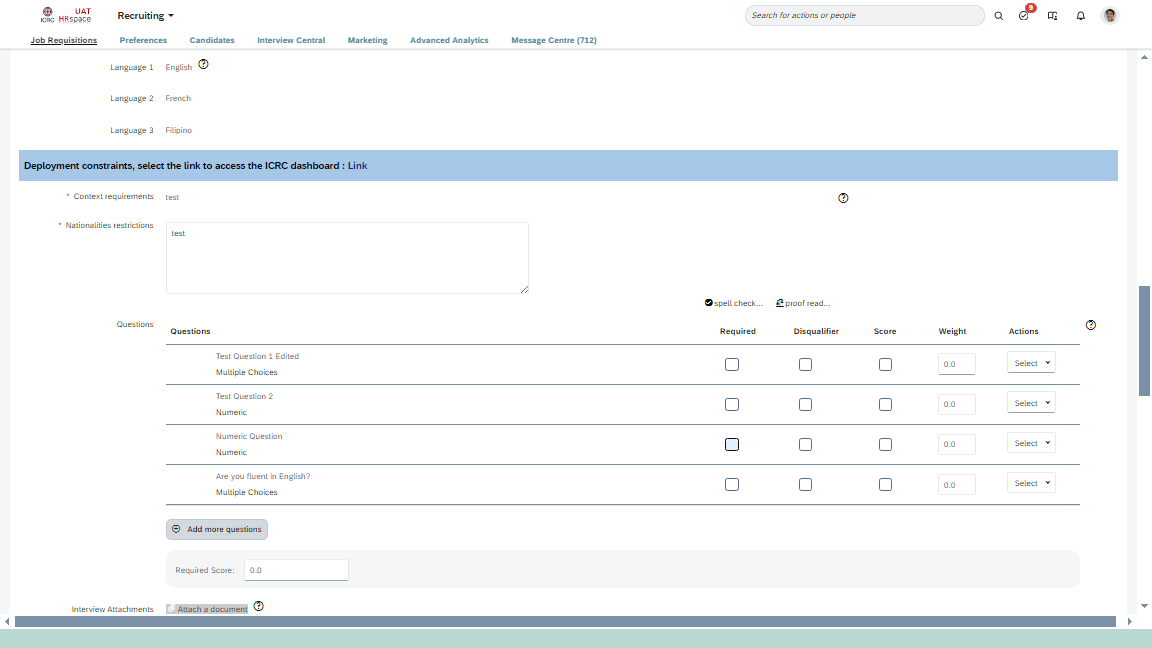 UAT
ICRC HRspace
Recruiting
Search for actions or people
9
Job Requisitions Preferences Candidates Interview Central Marketing Advanced Analytics Message Centre (712)
Language 1 English
Language 2 French
Language 3 Filipino
Deployment constraints, select the link to access the ICRC dashboard : Link
* Context requirements test
* Nationalities restrictions test
spell check... proof read...
Questions
Questions Required Disqualifier Score Weight Actions
Test Question 1 Edited
Multiple Choices 0.0 Select
Test Question 2
Numeric 0.0 Select
Numeric Question
Numeric 0.0 Select
Are you fluent in English?
Multiple Choices 0.0 Select
Add more questions
Required Score: 0.0
Interview Attachments Attach a document